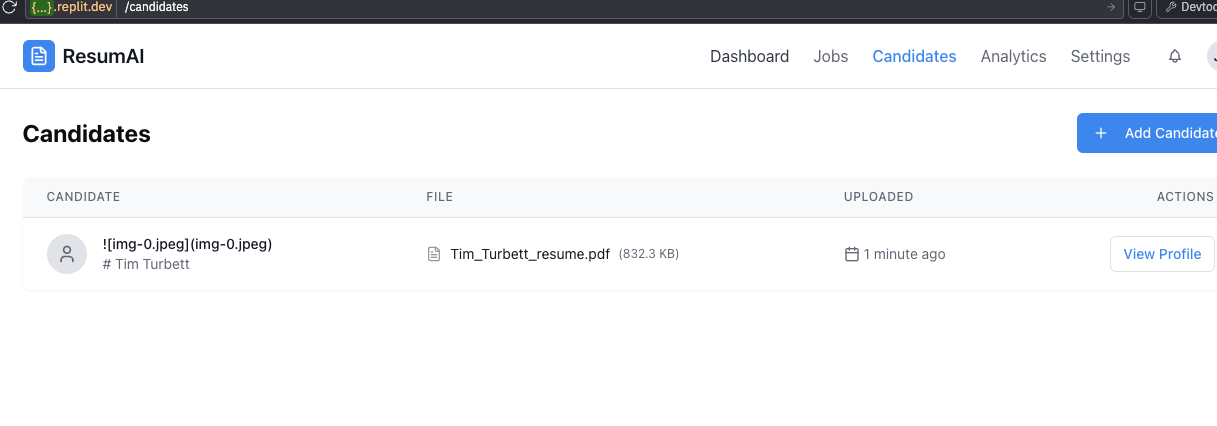 {...}.replit.dev /candidates Devtoo
ResumAI Dashboard Jobs Candidates Analytics Settings
Candidates
+ Add Candidate
CANDIDATE FILE UPLOADED ACTIONS
![img-0.jpeg](img-0.jpeg)
# Tim Turbett
Tim_Turbett_resume.pdf (832.3 KB) 1 minute ago View Profile